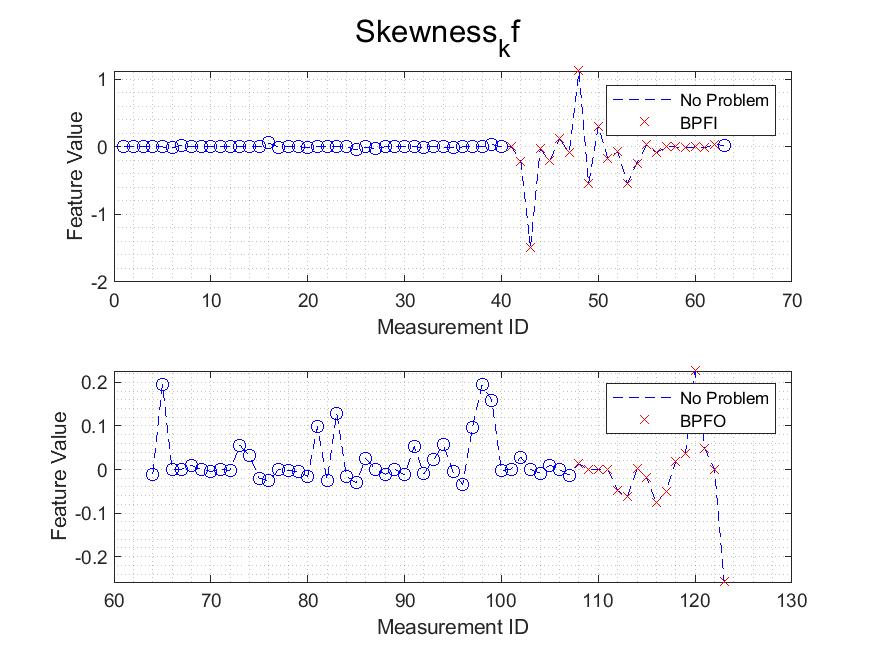 Skewness_kf
1
0
-1
-2
Feature Value
No Problem
BPFI
0 10 20 30 40 50 60 70
Measurement ID
0.2
0.1
0
-0.1
-0.2
Feature Value
No Problem
BPFO
60 70 80 90 100 110 120 130
Measurement ID